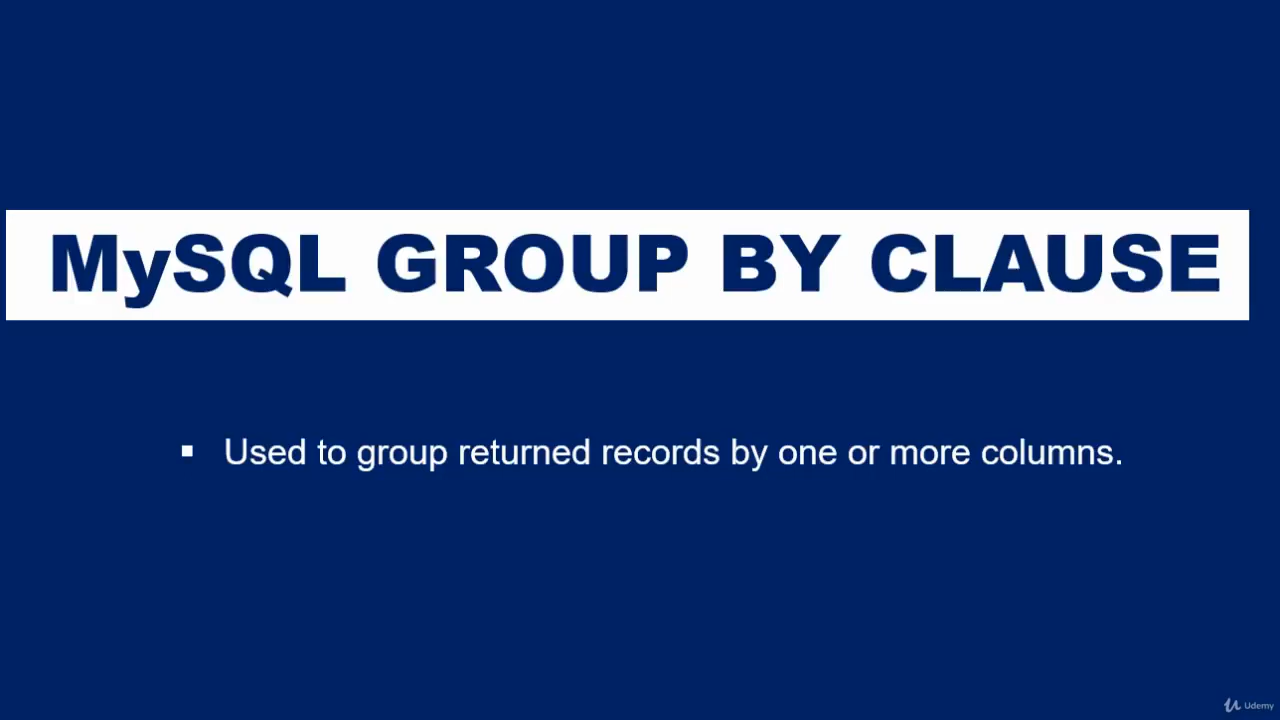 MySQL GROUP BY CLAUSE
▪ Used to group returned records by one or more columns.
Udemy